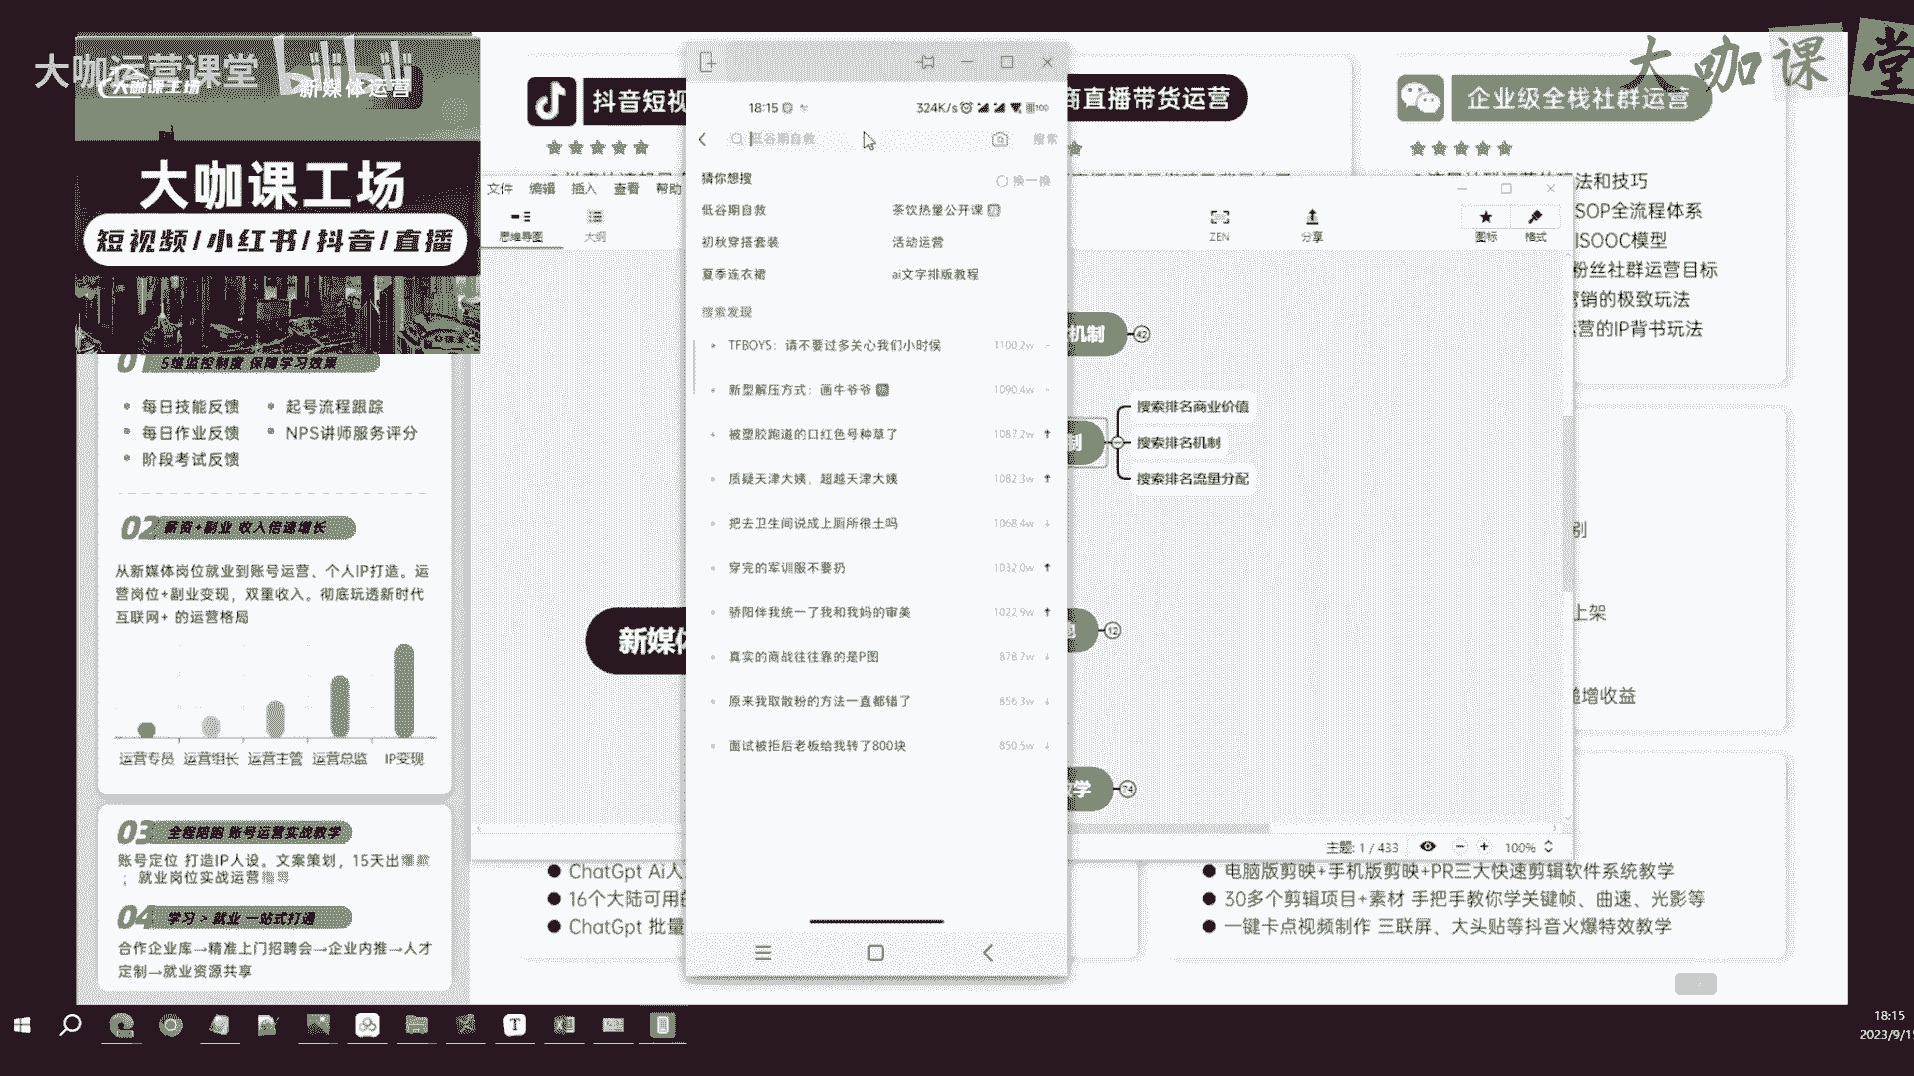 大咖运营课堂
bilibili
大咖课堂
大咖课工场
新媒体运营
大咖课工场
短视频/小红书/抖音/直播
01 5维监控制度 保障学习效果
每日技能反馈
起号流程跟踪
每日作业反馈
NPS讲师服务评分
阶段考试反馈
02 薪资+副业 收入倍速增长
从新媒体岗位就业到账号运营、个人IP打造。运
营岗位+副业变现，双重收入。彻底玩透新时代
互联网+ 的运营格局
运营专员 运营组长 运营主管 运营总监 IP变现
03 全程陪跑 账号运营实战教学
账号定位 打造IP人设。文案策划，15天出爆款
；就业岗位实战运营指导
04 学习 > 就业 一站式打通
合作企业库→精准上门招聘会→企业内推→人才
定制→就业资源共享
抖音短视
商直播带货运营
企业级全栈社群运营
法和技巧
SOP全流程体系
ISOOC模型
粉丝社群运营目标
营销的极致玩法
运营的IP背书玩法
别
上架
递增收益
文件 编辑 插入 查看 帮助
思维导图
大纲
ZEN
分享
图标
格式
机制
42
制
搜索排名商业价值
搜索排名机制
搜索排名流量分配
新媒体
12
学
74
主题: 1 / 433
100%
18:15
324K/s
100
低谷期自救
搜索
猜你想搜
换一换
低谷期自救
茶饮热量公开课
初秋穿搭套装
活动运营
夏季连衣裙
ai文字排版教程
搜索发现
TFBOYS：请不要过多关心我们小时候 1100.2w
新型解压方式：画牛爷爷 1090.4w
被塑胶跑道的口红色号种草了 1087.2w
质疑天津大姨，超越天津大姨 1082.3w
把去卫生间说成上厕所很土吗 1068.4w
穿完的军训服不要扔 1032.0w
骄阳伴我统一了我和我妈的审美 1022.9w
真实的商战往往靠的是P图 878.7w
原来我取散粉的方法一直都错了 856.3w
面试被拒后老板给我转了800块 850.5w
ChatGpt Ai人
16个大陆可用的
ChatGpt 批量
电脑版剪映+手机版剪映+PR三大快速剪辑软件系统教学
30多个剪辑项目+素材 手把手教你学关键帧、曲速、光影等
一键卡点视频制作 三联屏、大头贴等抖音火爆特效教学
18:15
2023/9/1